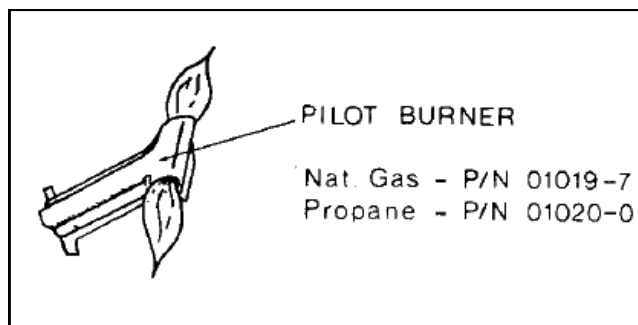 PILOT BURNER
Nat. Gas - P/N 01019-7
Propane - P/N 01020-0